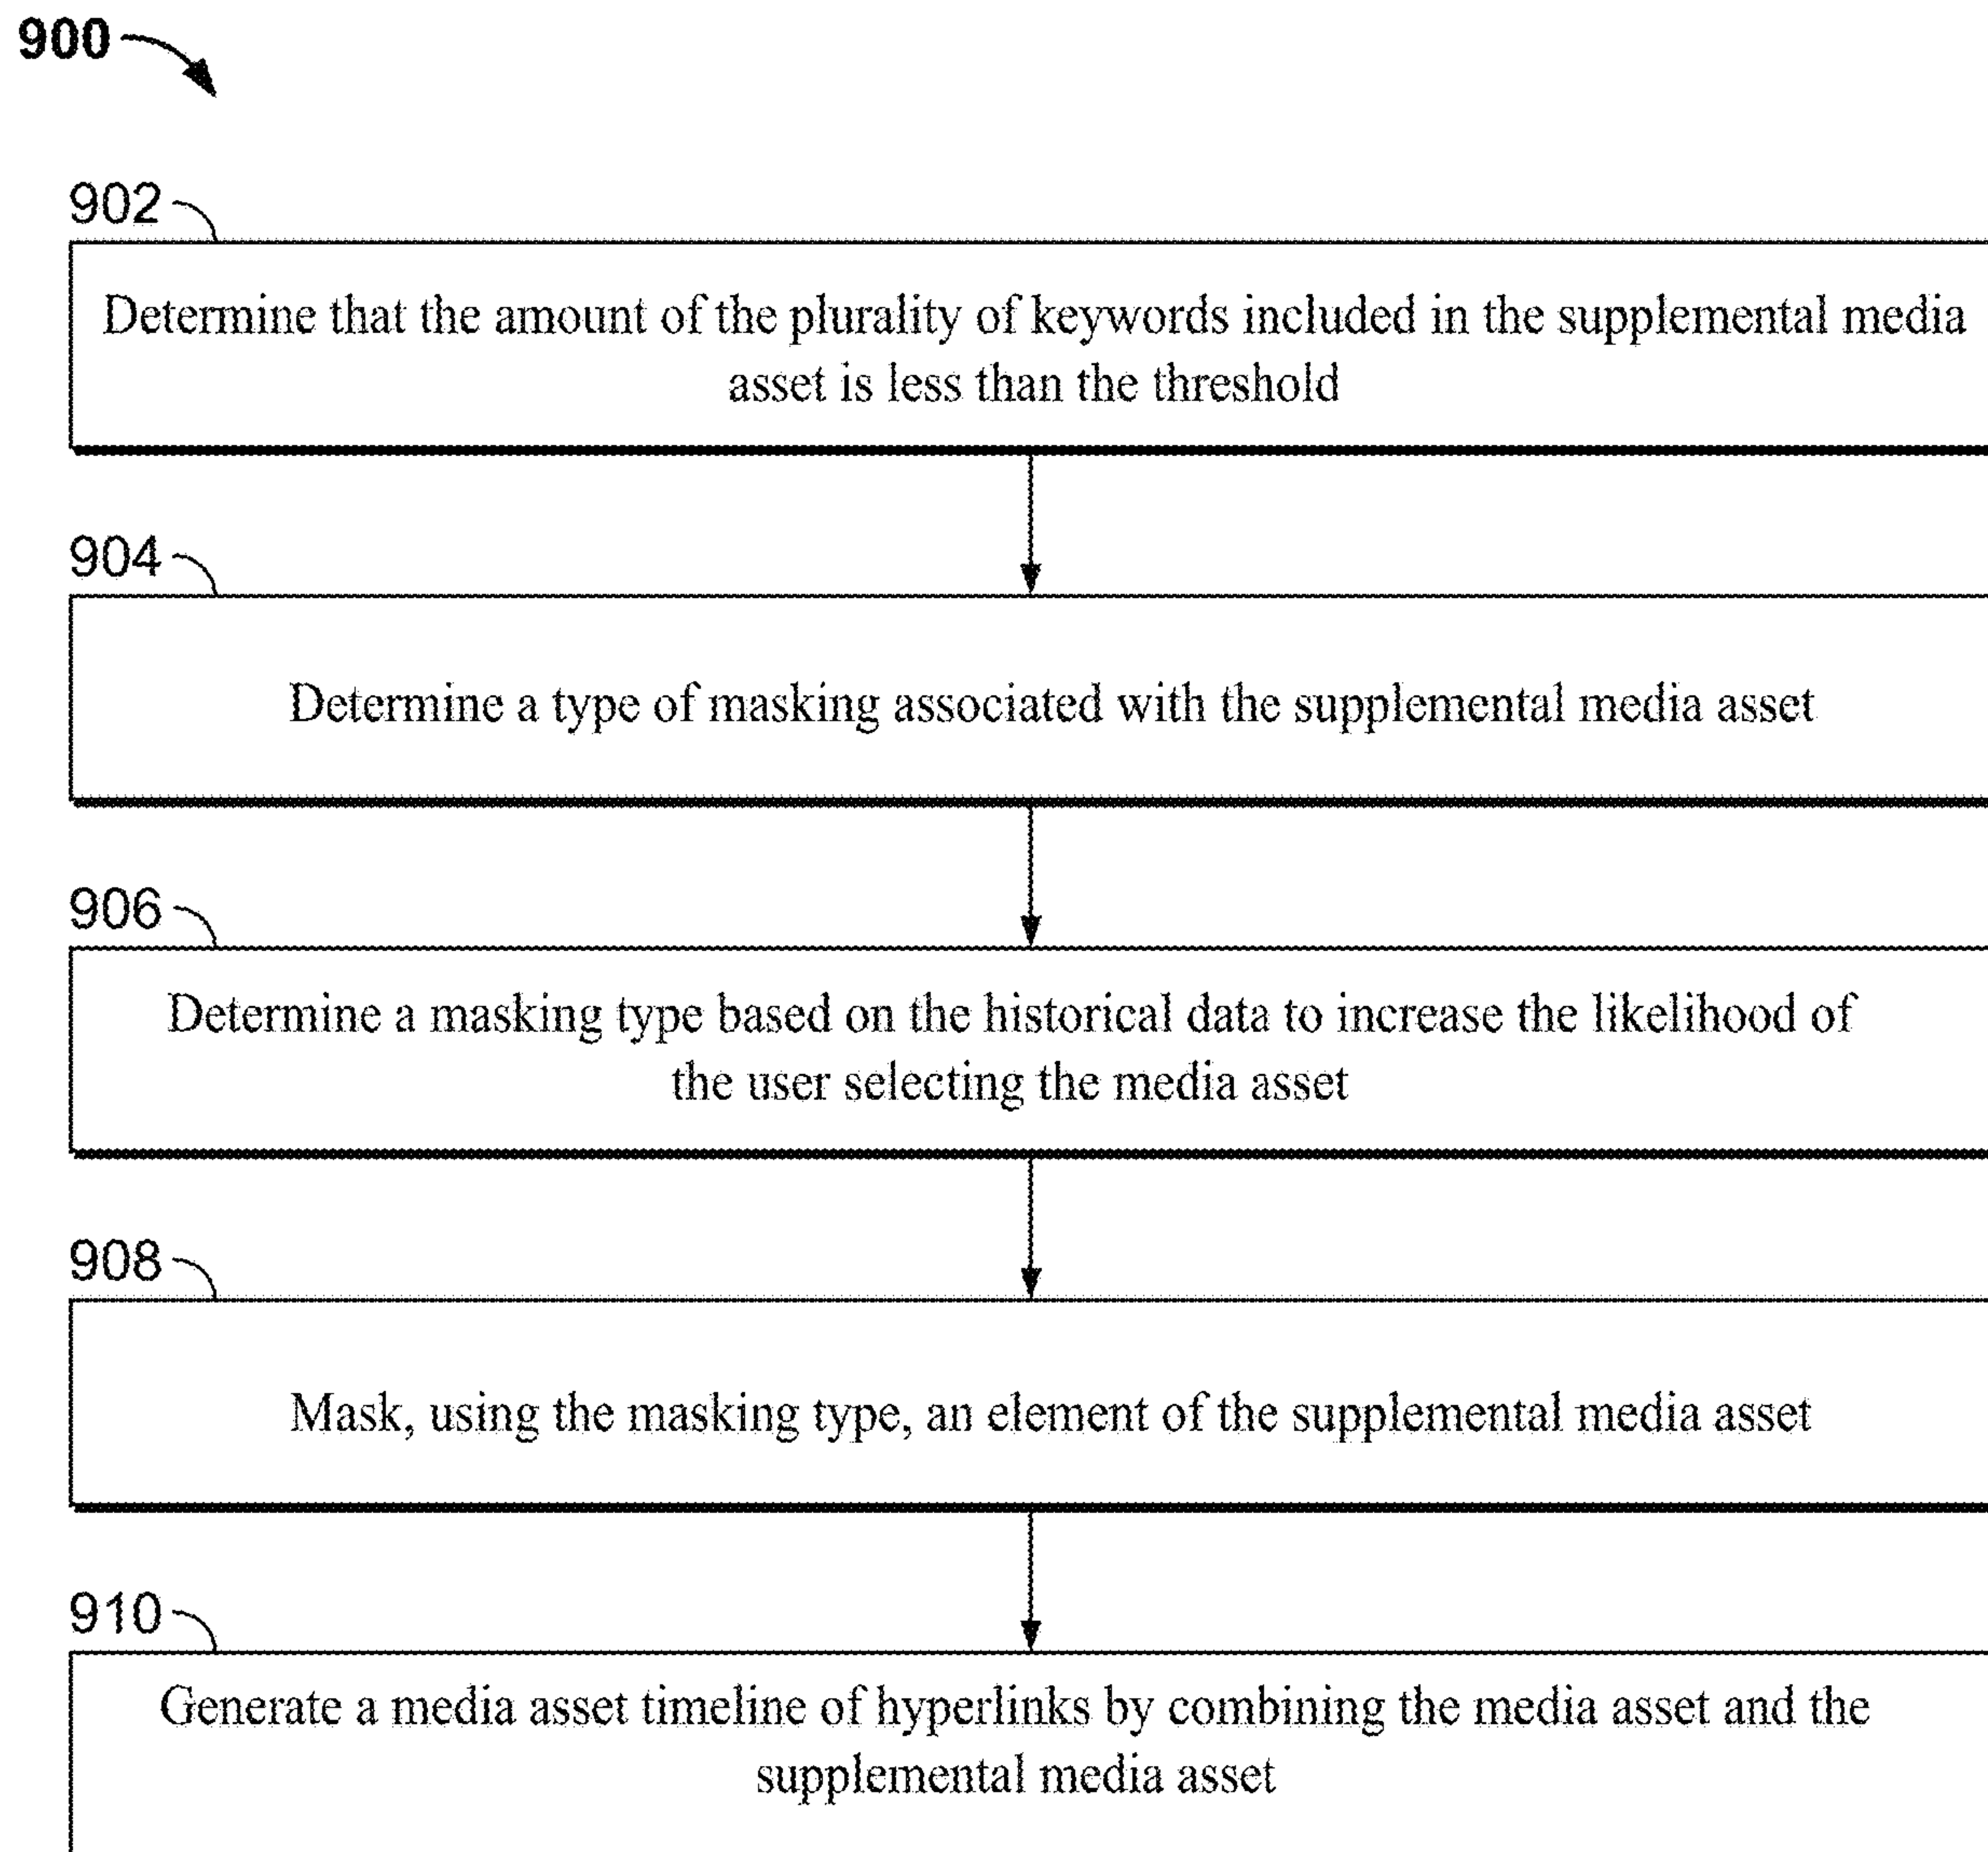 900
902
Determine that the amount of the plurality of keywords included in the supplemental media
asset is less than the threshold
904
Determine a type of masking associated with the supplemental media asset
906
Determine a masking type based on the historical data to increase the likelihood of
the user selecting the media asset
908
Mask, using the masking type, an element of the supplemental media asset
910
Generate a media asset timeline of hyperlinks by combining the media asset and the
supplemental media asset